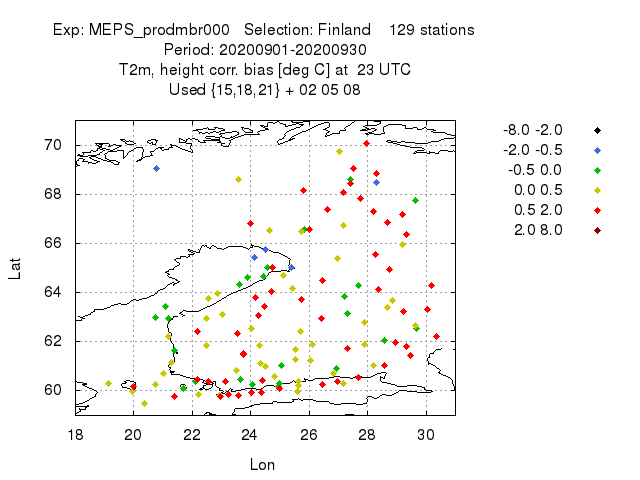 Exp: MEPS_prodmbr000   Selection: Finland    129 stations
Period: 20200901-20200930
T2m, height corr. bias [deg C] at  23 UTC
Used {15,18,21} + 02 05 08
-8.0 -2.0
-2.0 -0.5
-0.5 0.0
0.0 0.5
0.5 2.0
2.0 8.0
Lat
70
68
66
64
62
60
18 20 22 24 26 28 30
Lon